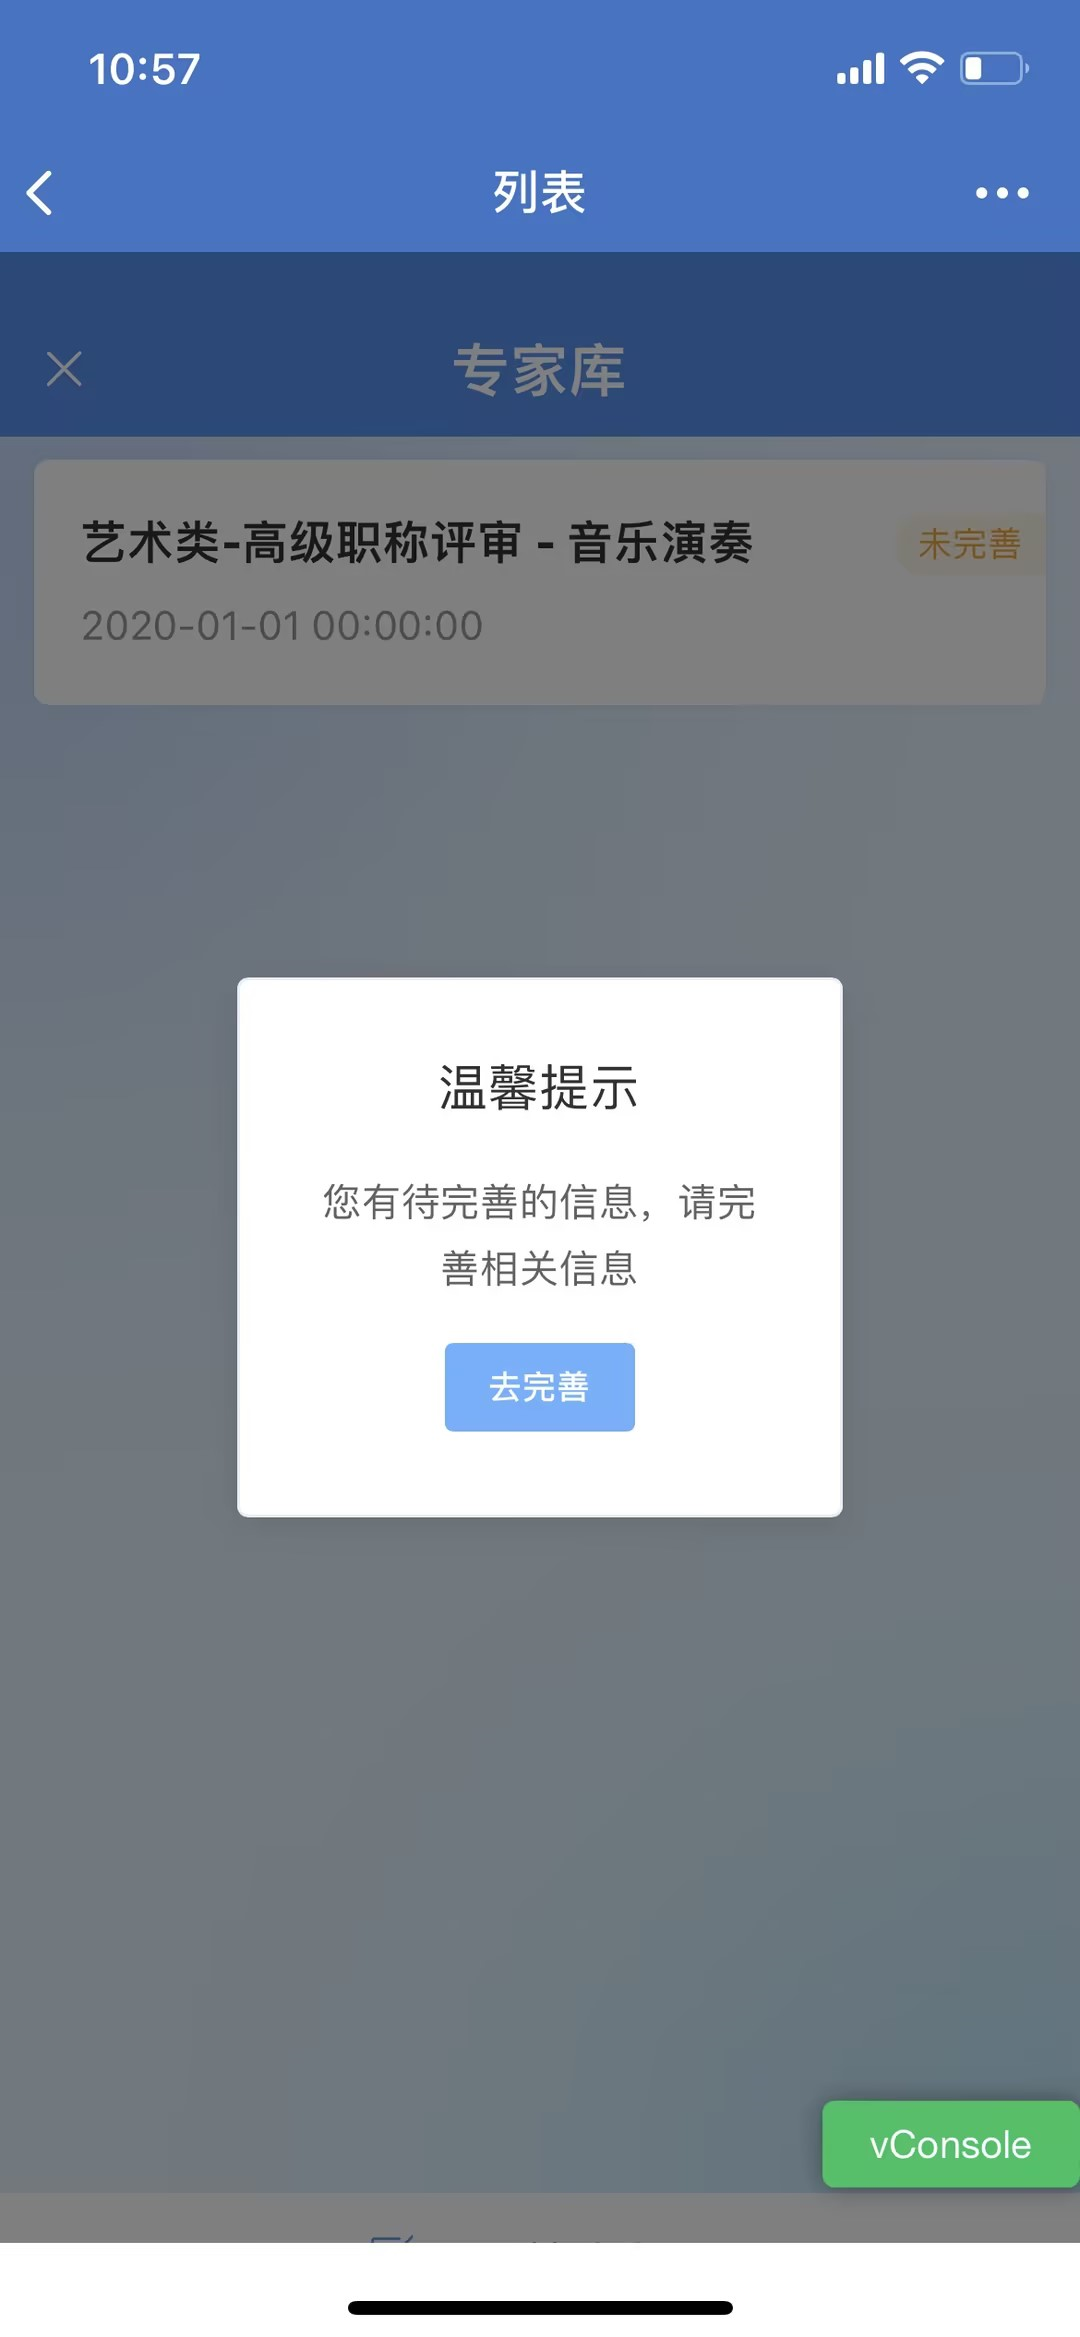 10:57
列表
专家库
艺术类-高级职称评审 - 音乐演奏
未完善
2020-01-01 00:00:00
温馨提示
您有待完善的信息，请完
善相关信息
去完善
vConsole